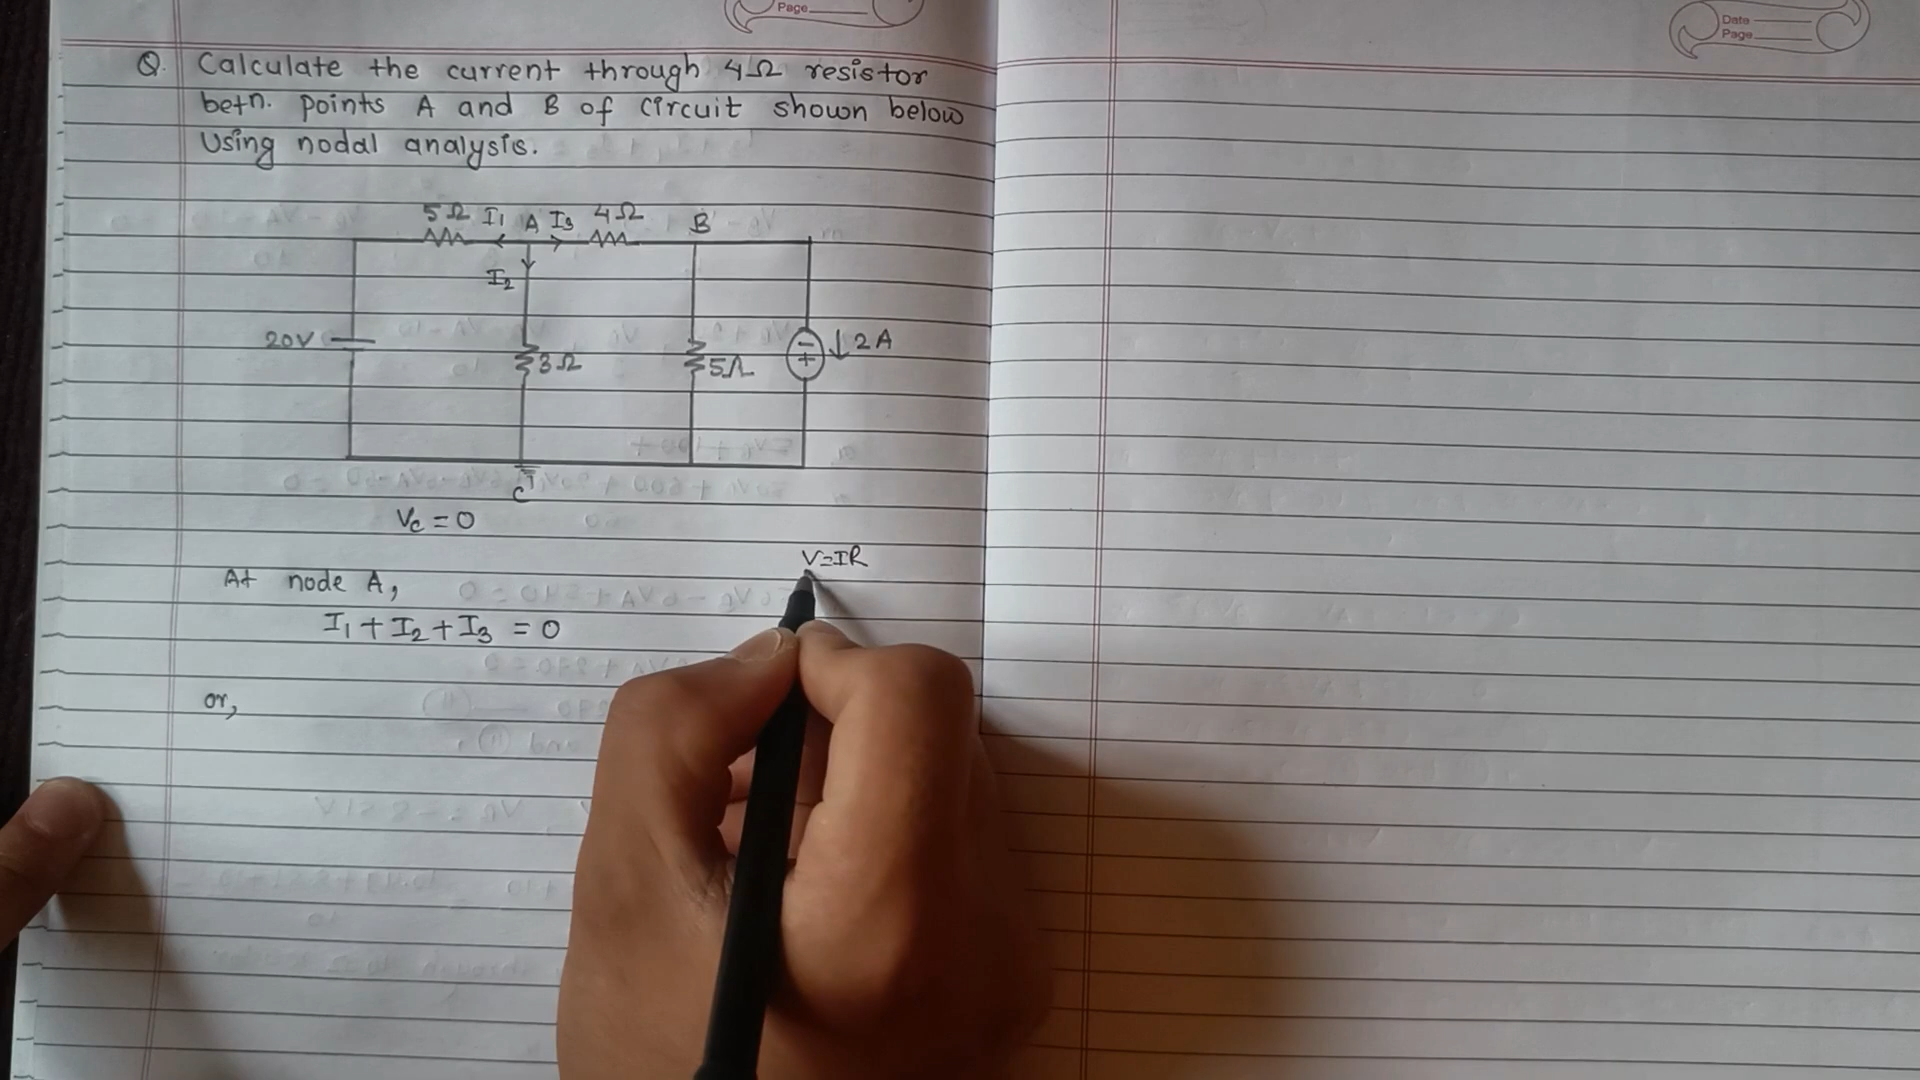 Page
Date
Page
Q. Calculate the current through 4Ω resistor
betn. points A and B of circuit shown below
Using nodal analysis.
5Ω I₁ A I₃ 4Ω B
I₂
20V 3Ω 5Ω - + ↓ 2A
C
Vc = 0
V=IR
At node A,
I₁ + I₂ + I₃ = 0
or,